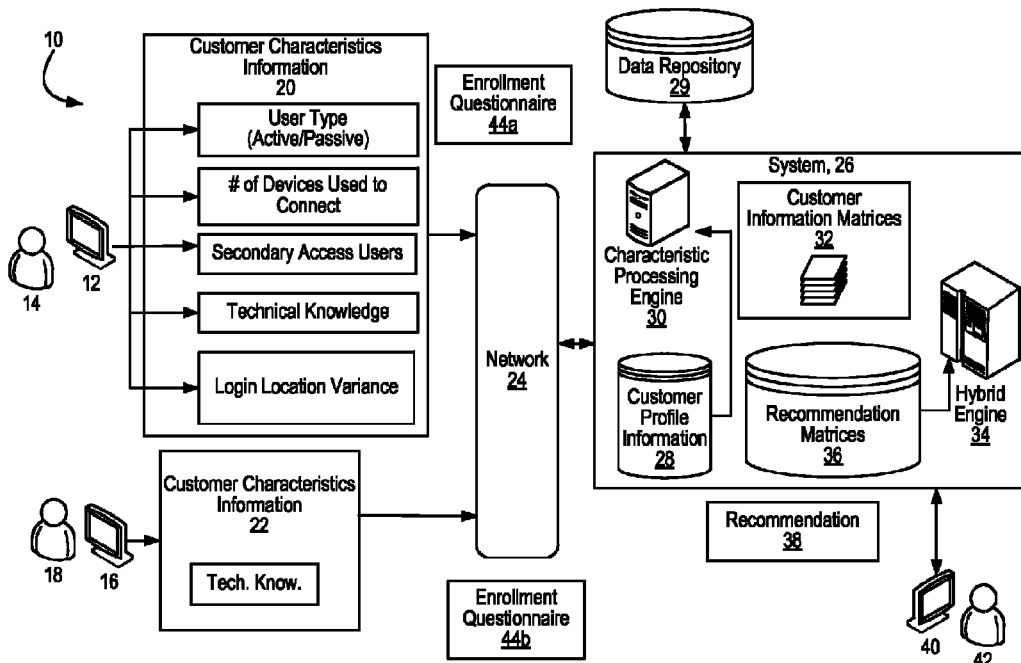 10
Customer Characteristics
Information
20
User Type
(Active/Passive)
# of Devices Used to
Connect
Secondary Access Users
Technical Knowledge
Login Location Variance
14
12
Enrollment
Questionnaire
44a
Data Repository
29
System, 26
Characteristic
Processing
Engine
30
Customer
Information Matrices
32
Customer
Profile
Information
28
Recommendation
Matrices
36
Hybrid
Engine
34
Network
24
Customer Characteristics
Information
22
Tech. Know.
18
16
Enrollment
Questionnaire
44b
Recommendation
38
40
42